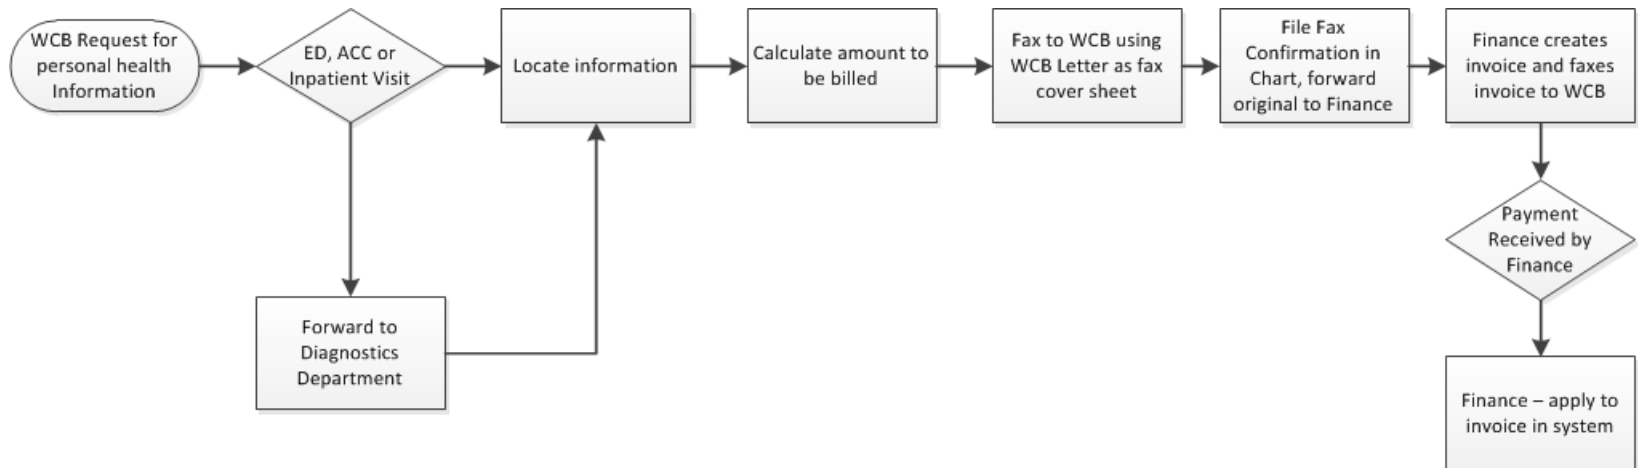 WCB Request for
personal health
Information
ED, ACC or
Inpatient Visit
Locate information
Calculate amount to
be billed
Fax to WCB using
WCB Letter as fax
cover sheet
File Fax
Confirmation in
Chart, forward
original to Finance
Finance creates
invoice and faxes
invoice to WCB
Payment
Received by
Finance
Forward to
Diagnostics
Department
Finance – apply to
invoice in system